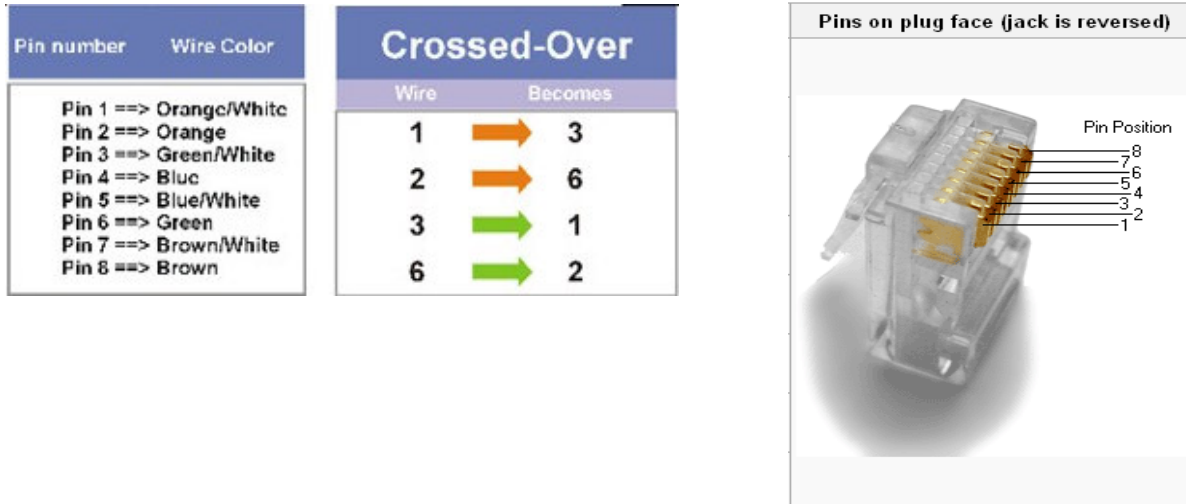 Pin number Wire Color
Pin 1 ==> Orange/White
Pin 2 ==> Orange
Pin 3 ==> Green/White
Pin 4 ==> Blue
Pin 5 ==> Blue/White
Pin 6 ==> Green
Pin 7 ==> Brown/White
Pin 8 ==> Brown
Crossed-Over
Wire Becomes
1 3
2 6
3 1
6 2
Pins on plug face (jack is reversed)
Pin Position
8
7
6
5
4
3
2
1